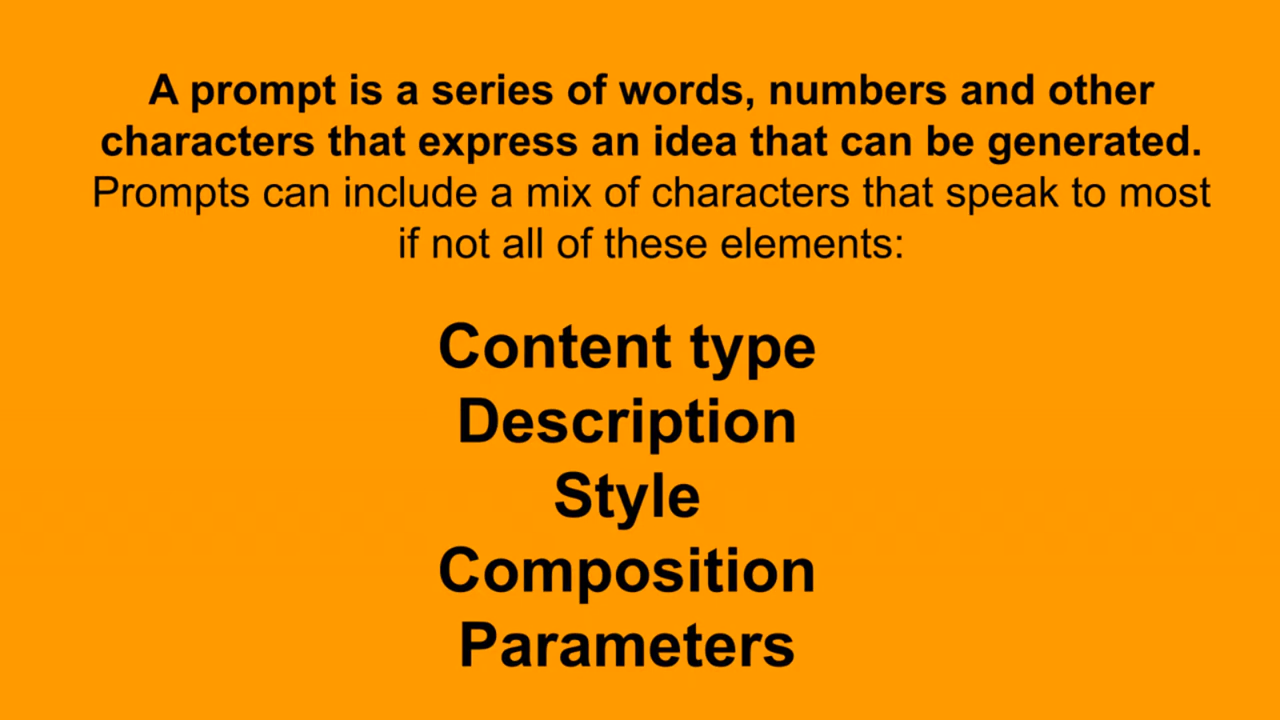 A prompt is a series of words, numbers and other
characters that express an idea that can be generated.
Prompts can include a mix of characters that speak to most
if not all of these elements:
Content type
Description
Style
Composition
Parameters